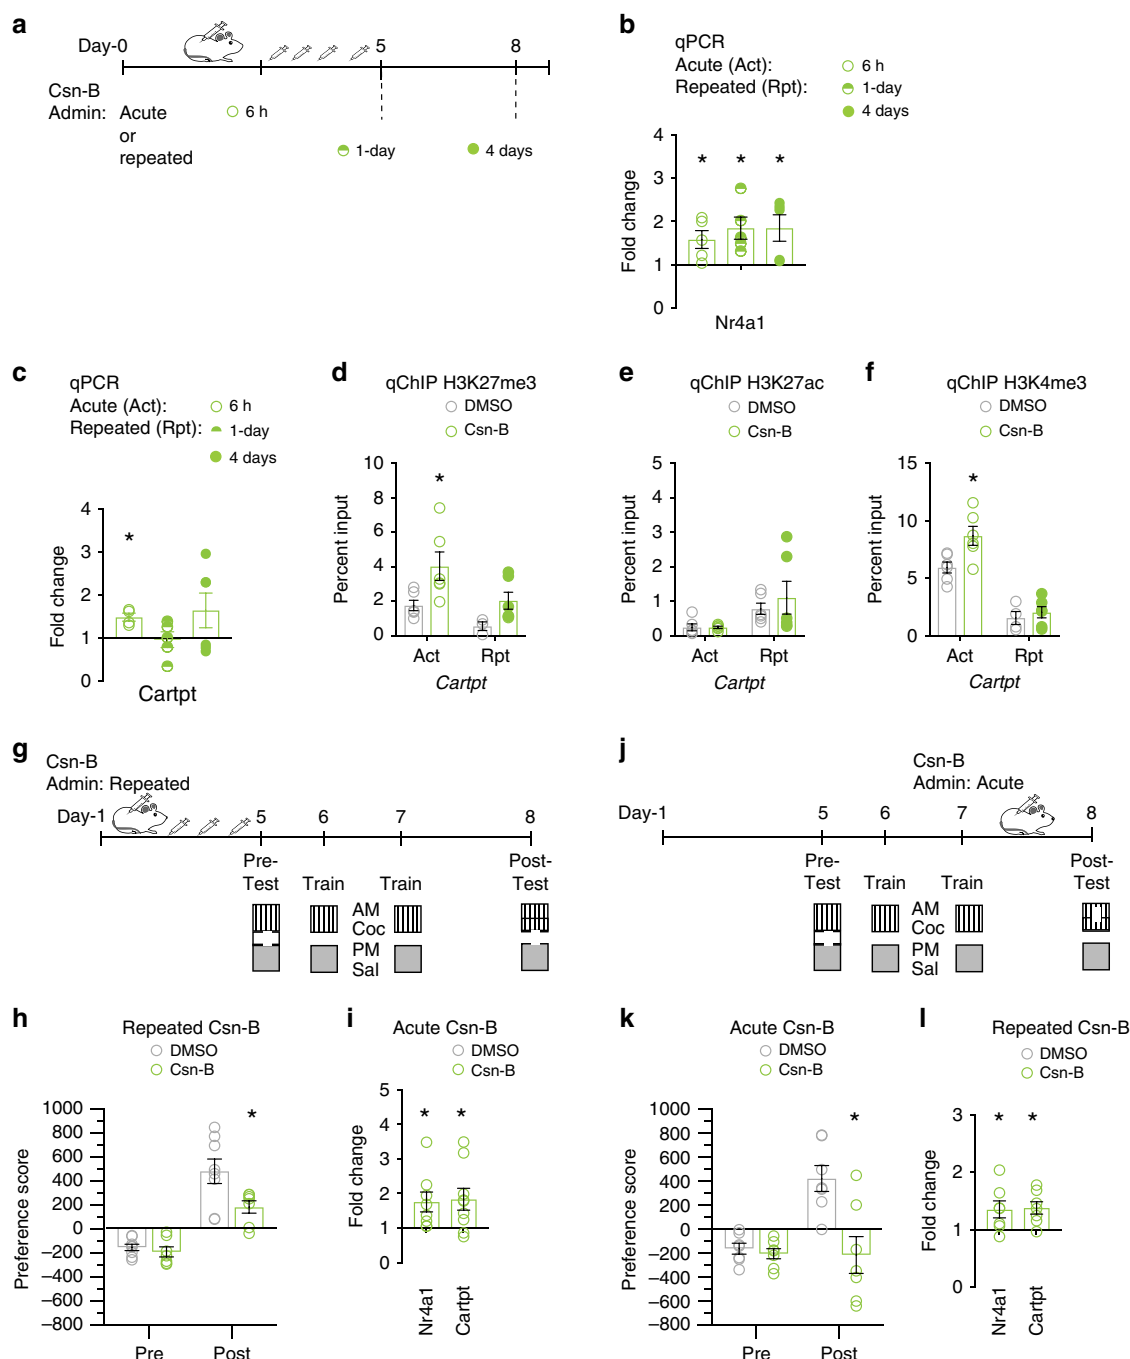 a
Day-0
5
8
Csn-B
Admin:
Acute
or
repeated
6 h
1-day
4 days
b
qPCR
Acute (Act):
6 h
Repeated (Rpt):
1-day
4 days
Fold change
4
3
2
1
0
*
*
*
Nr4a1
c
qPCR
Acute (Act):
6 h
Repeated (Rpt):
1-day
4 days
Fold change
4
3
2
1
0
*
Cartpt
d
qChIP H3K27me3
DMSO
Csn-B
Percent input
10
8
6
4
2
0
*
Act
Rpt
Cartpt
e
qChIP H3K27ac
DMSO
Csn-B
Percent input
5
4
3
2
1
0
Act
Rpt
Cartpt
f
qChIP H3K4me3
DMSO
Csn-B
Percent input
15
10
5
0
*
Act
Rpt
Cartpt
g
Csn-B
Admin: Repeated
Day-1
5
6
7
8
Pre-
Test
Train
Train
Post-
Test
AM
Coc
PM
Sal
j
Csn-B
Admin: Acute
Day-1
5
6
7
8
Pre-
Test
Train
Train
Post-
Test
AM
Coc
PM
Sal
h
Repeated Csn-B
DMSO
Csn-B
Preference score
1000
800
600
400
200
0
−200
−400
−600
−800
*
Pre
Post
i
Acute Csn-B
DMSO
Csn-B
Fold change
5
4
3
2
1
0
*
*
Nr4a1
Cartpt
k
Acute Csn-B
DMSO
Csn-B
Preference score
1000
800
600
400
200
0
−200
−400
−600
−800
*
Pre
Post
l
Repeated Csn-B
DMSO
Csn-B
Fold change
3
2
1
0
*
*
Nr4a1
Cartpt